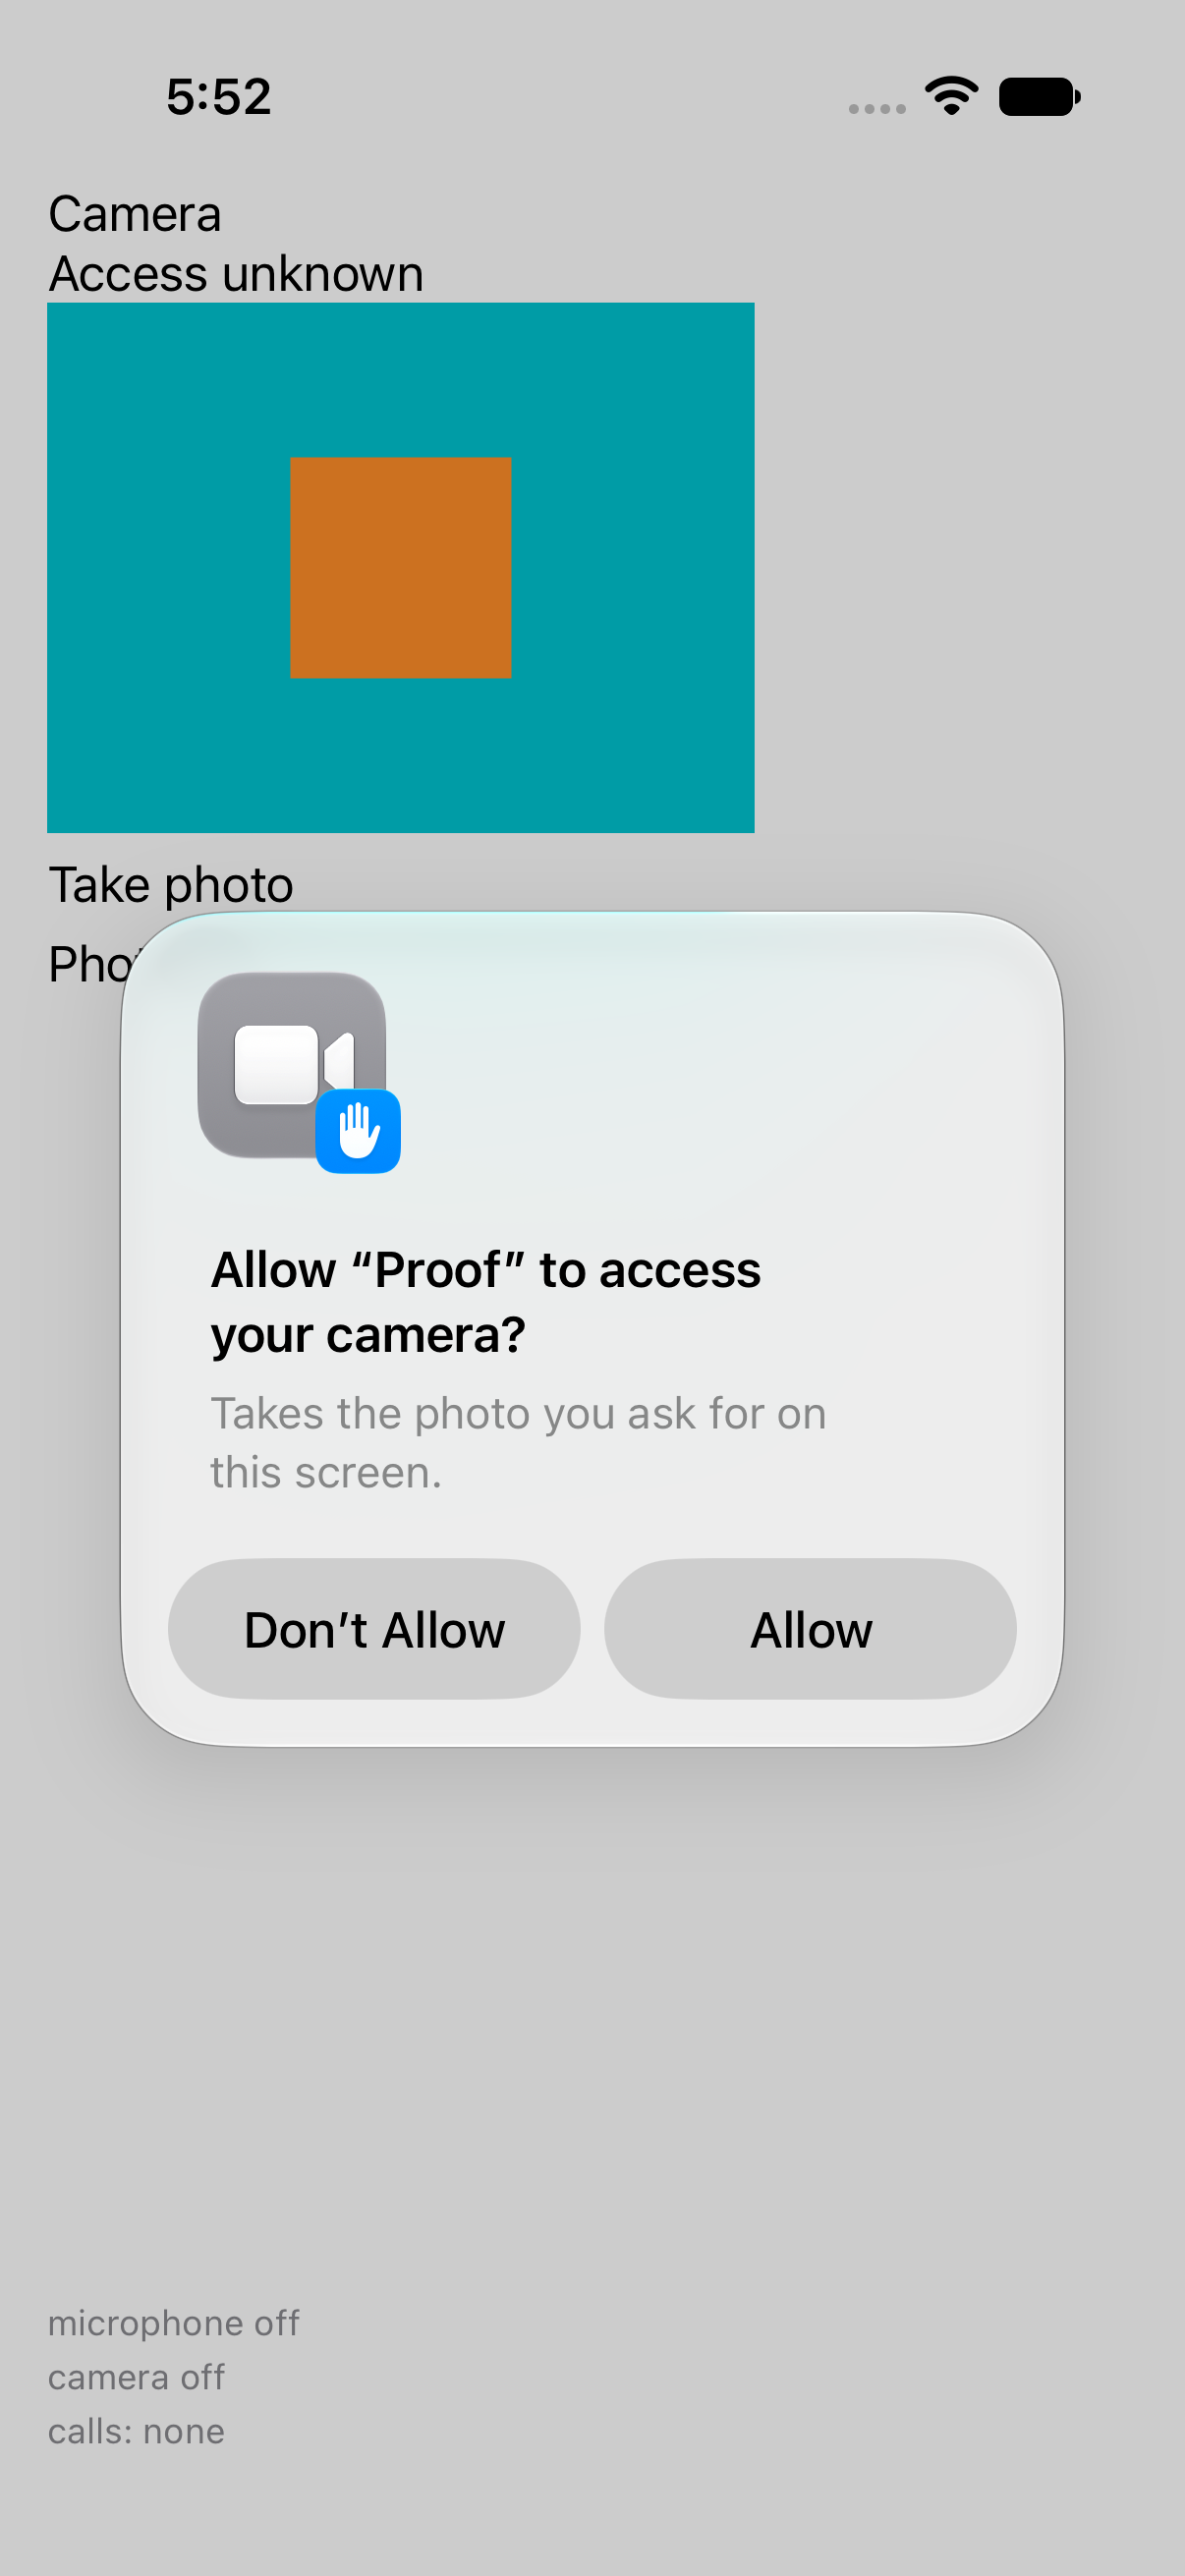 5:52
Camera
Access unknown
Take photo
Allow “Proof” to access
your camera?
Takes the photo you ask for on
this screen.
Don’t Allow
Allow
microphone off
camera off
calls: none